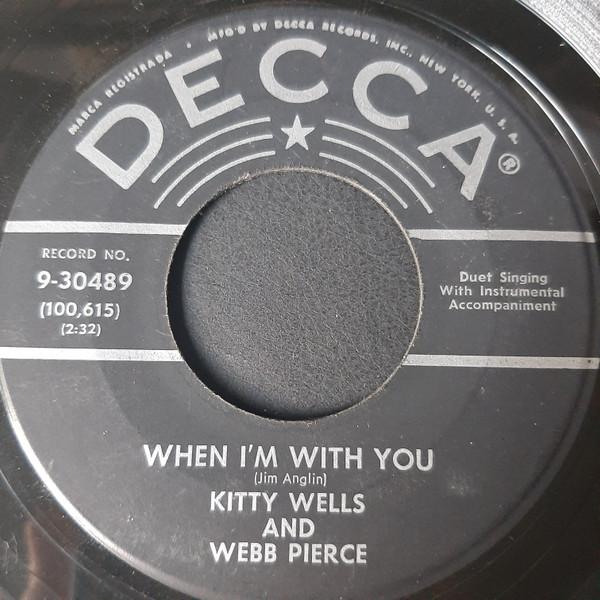 MARCA REGISTRADA • MFG'D BY DECCA RECORDS, INC., NEW YORK, U. S. A.
DECCA®
RECORD NO.
9-30489
(100,615)
(2:32)
Duet Singing
With Instrumental
Accompaniment
WHEN I'M WITH YOU
(Jim Anglin)
KITTY WELLS
AND
WEBB PIERCE